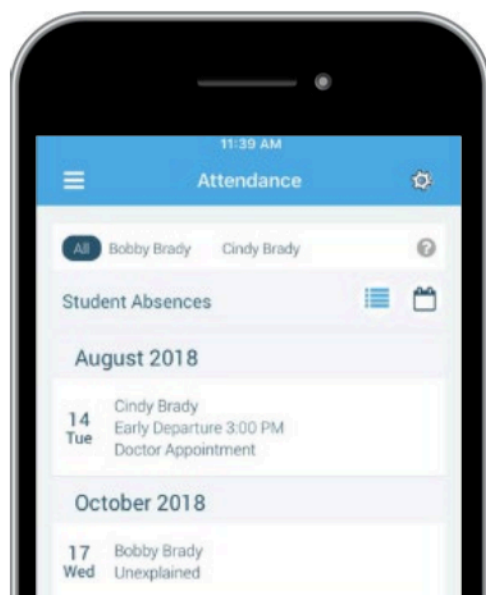 11:39 AM
Attendance
All Bobby Brady Cindy Brady ?
Student Absences
August 2018
14 Tue
Cindy Brady
Early Departure 3:00 PM
Doctor Appointment
October 2018
17 Wed
Bobby Brady
Unexplained